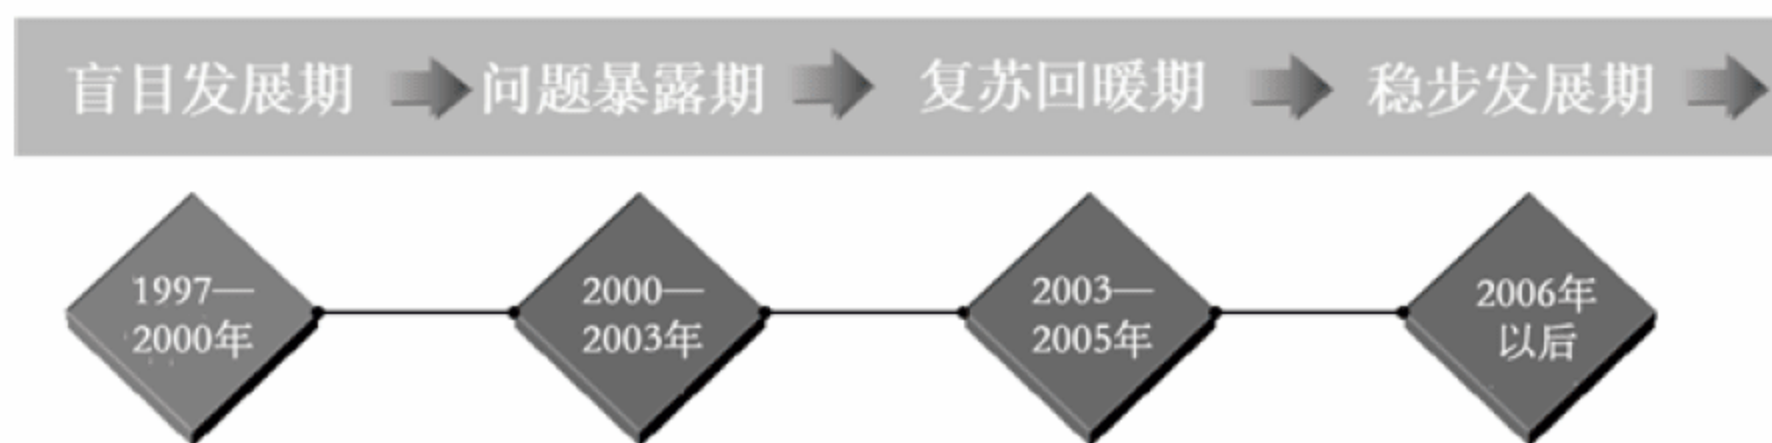 盲目发展期 问题暴露期 复苏回暖期 稳步发展期
1997—
2000年
2000—
2003年
2003—
2005年
2006年
以后